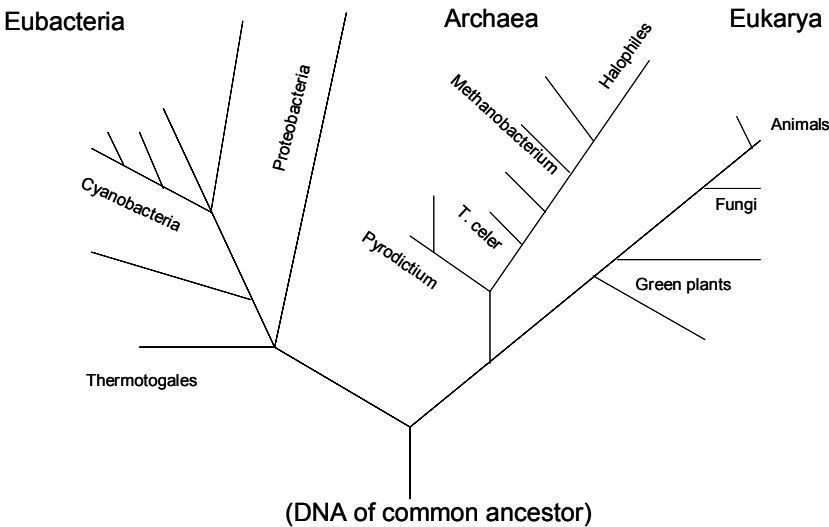 Eubacteria
Archaea
Eukarya
Proteobacteria
Halophiles
Methanobacterium
Animals
Cyanobacteria
Fungi
T. celer
Pyrodictium
Green plants
Thermotogales
(DNA of common ancestor)